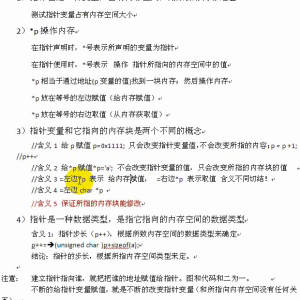 测试指针变量占有内存空间大小
2）*p 操作内存
在指针声明时，*号表示所声明的变量为指针
在指针使用时，*号表示 操作 指针所指向的内存空间中的值
*p 相当于通过地址(p 变量的值)找到一块内存；然后操作内存
*p 放在等号的左边赋值（给内存赋值）
*p 放在等号的右边取值（从内存获取值）
3）指针变量和它指向的内存块是两个不同的概念
//含义 1 给 p 赋值 p=0x1111; 只会改变指针变量值，不会改变所指的内容；p = p +1; //p++
//含义 2 给*p 赋值*p='a'; 不会改变指针变量的值，只会改变所指的内存块的值
//含义 3 =左边*p 表示 给内存赋值， =右边*p 表示取值 含义不同切结！
//含义 4 =左边 char *p
//含义 5 保证所指的内存块能修改
4）指针是一种数据类型，是指它指向的内存空间的数据类型
含义 1：指针步长（p++），根据所致内存空间的数据类型来确定
p++=(unsigned char )p+sizeof(a);
结论：指针的步长，根据所指内存空间类型来定。
注意： 建立指针指向谁，就把把谁的地址赋值给指针。图和代码和二为一。
不断的给指针变量赋值，就是不断的改变指针变量（和所指向内存空间没有任何关